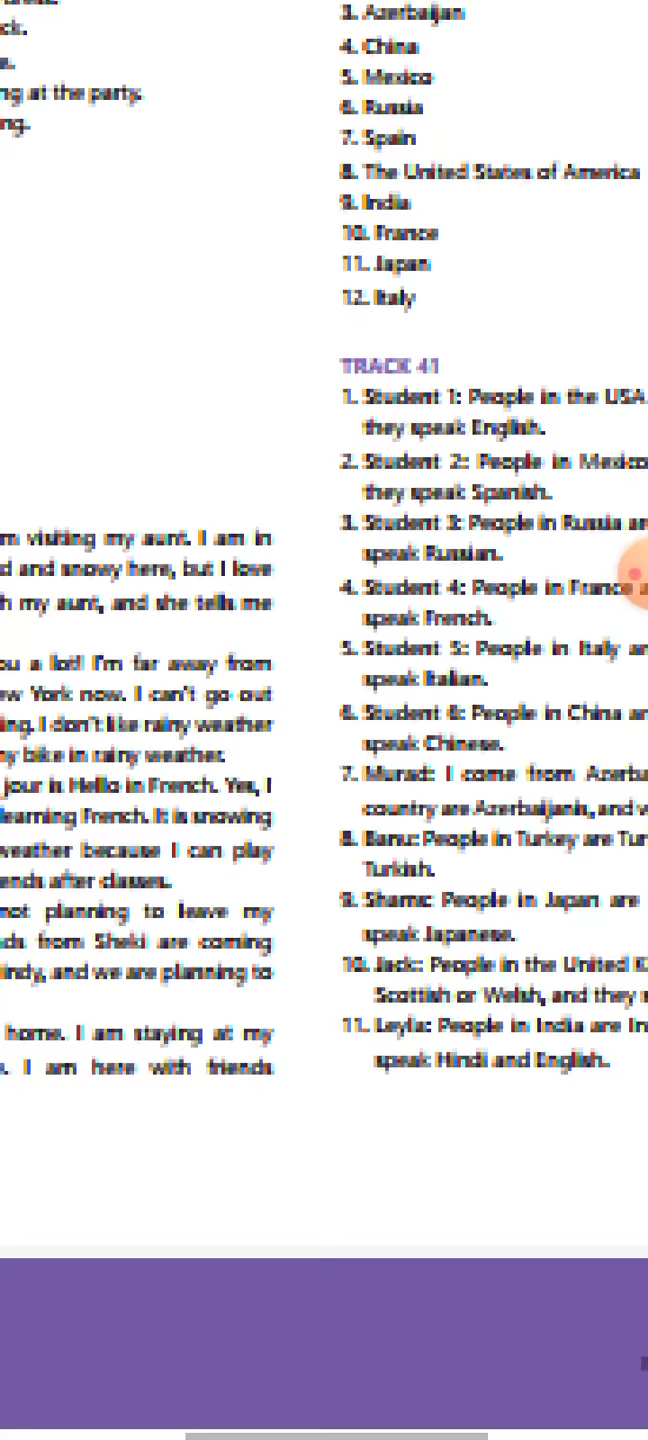 ck.
e.
ng at the party.
ng.
m visiting my aunt. I am in
d and snowy here, but I love
h my aunt, and she tells me
ou a lot! I'm far away from
ew York now. I can't go out
ing. I don't like rainy weather
ny bike in rainy weather.
jour is Hello in French. Yes, I
learning French. It is snowing
weather because I can play
ends after classes.
not planning to leave my
ds from Sheki are coming
indy, and we are planning to
home. I am staying at my
e. I am here with friends
3. Azerbaijan
4. China
5. Mexico
6. Russia
7. Spain
8. The United States of America
9. India
10. France
11. Japan
12. Italy
TRACK 41
1. Student 1: People in the USA
they speak English.
2. Student 2: People in Mexico
they speak Spanish.
3. Student 3: People in Russia ar
speak Russian.
4. Student 4: People in France a
speak French.
5. Student 5: People in Italy ar
speak Italian.
6. Student 6: People in China ar
speak Chinese.
7. Murad: I come from Azerba
country are Azerbaijanis, and w
8. Banu: People in Turkey are Tur
Turkish.
9. Shams: People in Japan are
speak Japanese.
10. Jack: People in the United K
Scottish or Welsh, and they s
11. Leyla: People in India are In
speak Hindi and English.